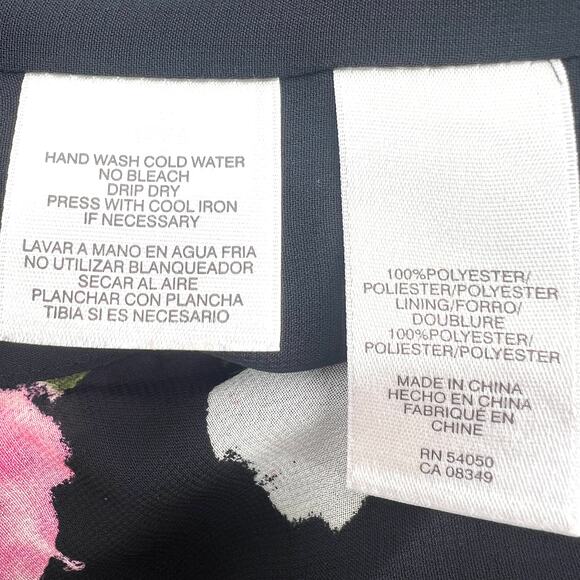 HAND WASH COLD WATER
NO BLEACH
DRIP DRY
PRESS WITH COOL IRON
IF NECESSARY
LAVAR A MANO EN AGUA FRIA
NO UTILIZAR BLANQUEADOR
SECAR AL AIRE
PLANCHAR CON PLANCHA
TIBIA SI ES NECESARIO
100%POLYESTER/
POLIESTER/POLYESTER
LINING/FORRO/
DOUBLURE
100%POLYESTER/
POLIESTER/POLYESTER
MADE IN CHINA
HECHO EN CHINA
FABRIQUÉ EN
CHINE
RN 54050
CA 08349